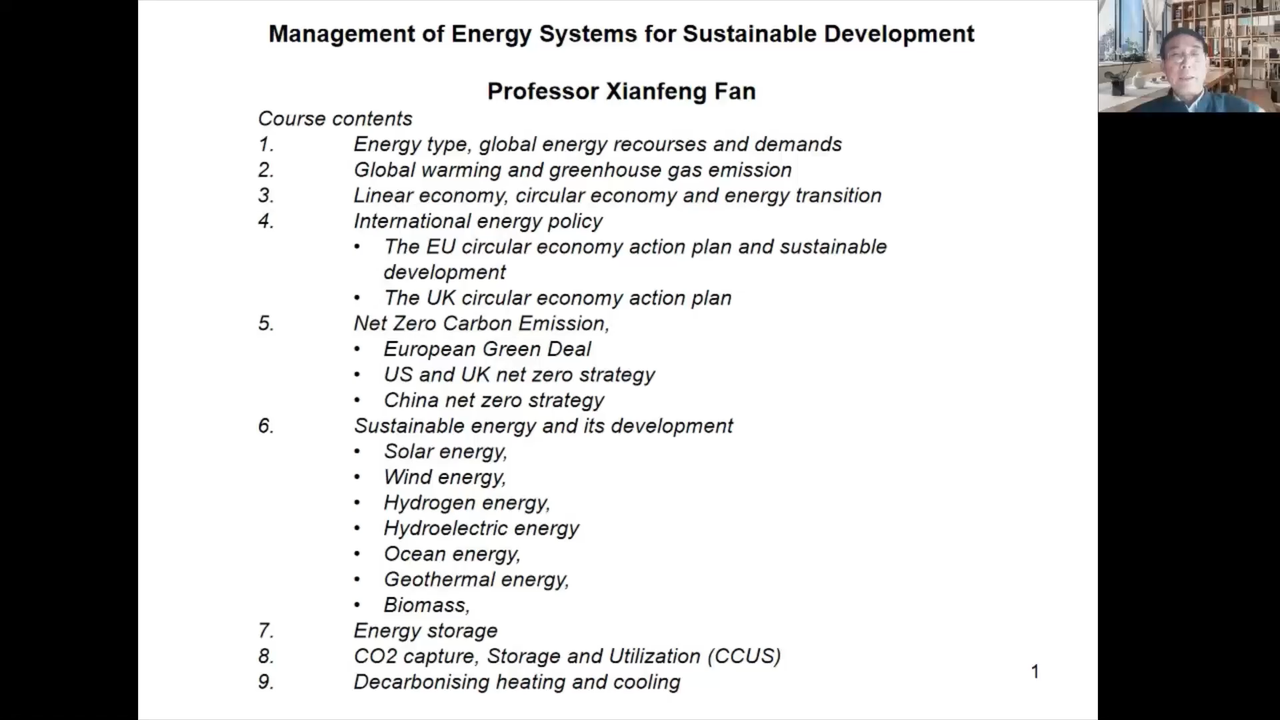 Management of Energy Systems for Sustainable Development
Professor Xianfeng Fan
Course contents
1. Energy type, global energy recourses and demands
2. Global warming and greenhouse gas emission
3. Linear economy, circular economy and energy transition
4. International energy policy
• The EU circular economy action plan and sustainable
development
• The UK circular economy action plan
5. Net Zero Carbon Emission,
• European Green Deal
• US and UK net zero strategy
• China net zero strategy
6. Sustainable energy and its development
• Solar energy,
• Wind energy,
• Hydrogen energy,
• Hydroelectric energy
• Ocean energy,
• Geothermal energy,
• Biomass,
7. Energy storage
8. CO2 capture, Storage and Utilization (CCUS)
9. Decarbonising heating and cooling
1